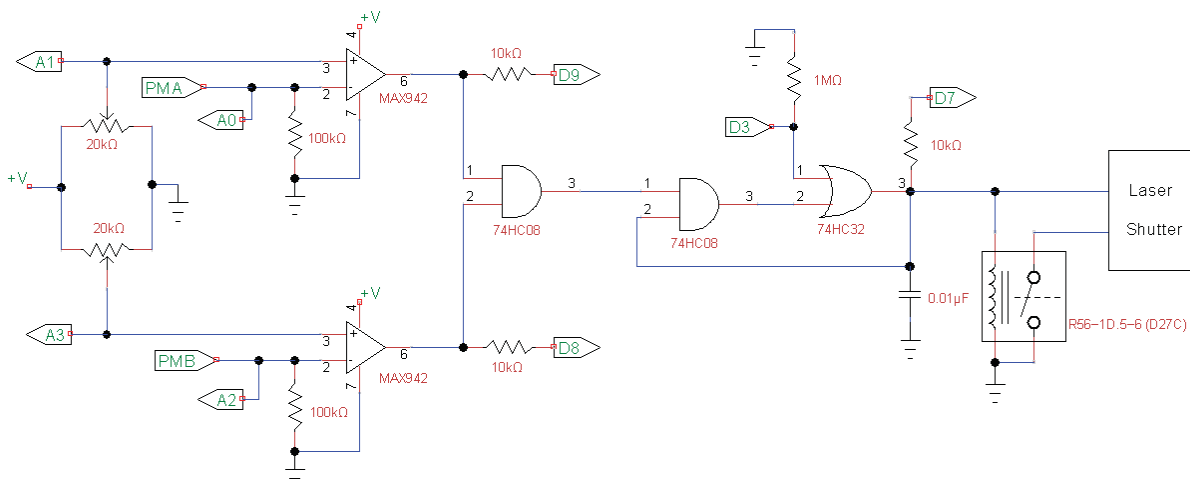 +V
4
A1
3
+
PMA
2
-
6
MAX942
7
A0
100kΩ
20kΩ
+V
20kΩ
10kΩ
D9
1
2
3
74HC08
1
2
3
74HC08
1MΩ
D3
1
2
3
74HC32
D7
10kΩ
Laser
Shutter
0.01µF
R56-1D.5-6 (D27C)
+V
4
A3
3
+
PMB
2
-
6
MAX942
7
A2
100kΩ
10kΩ
D8